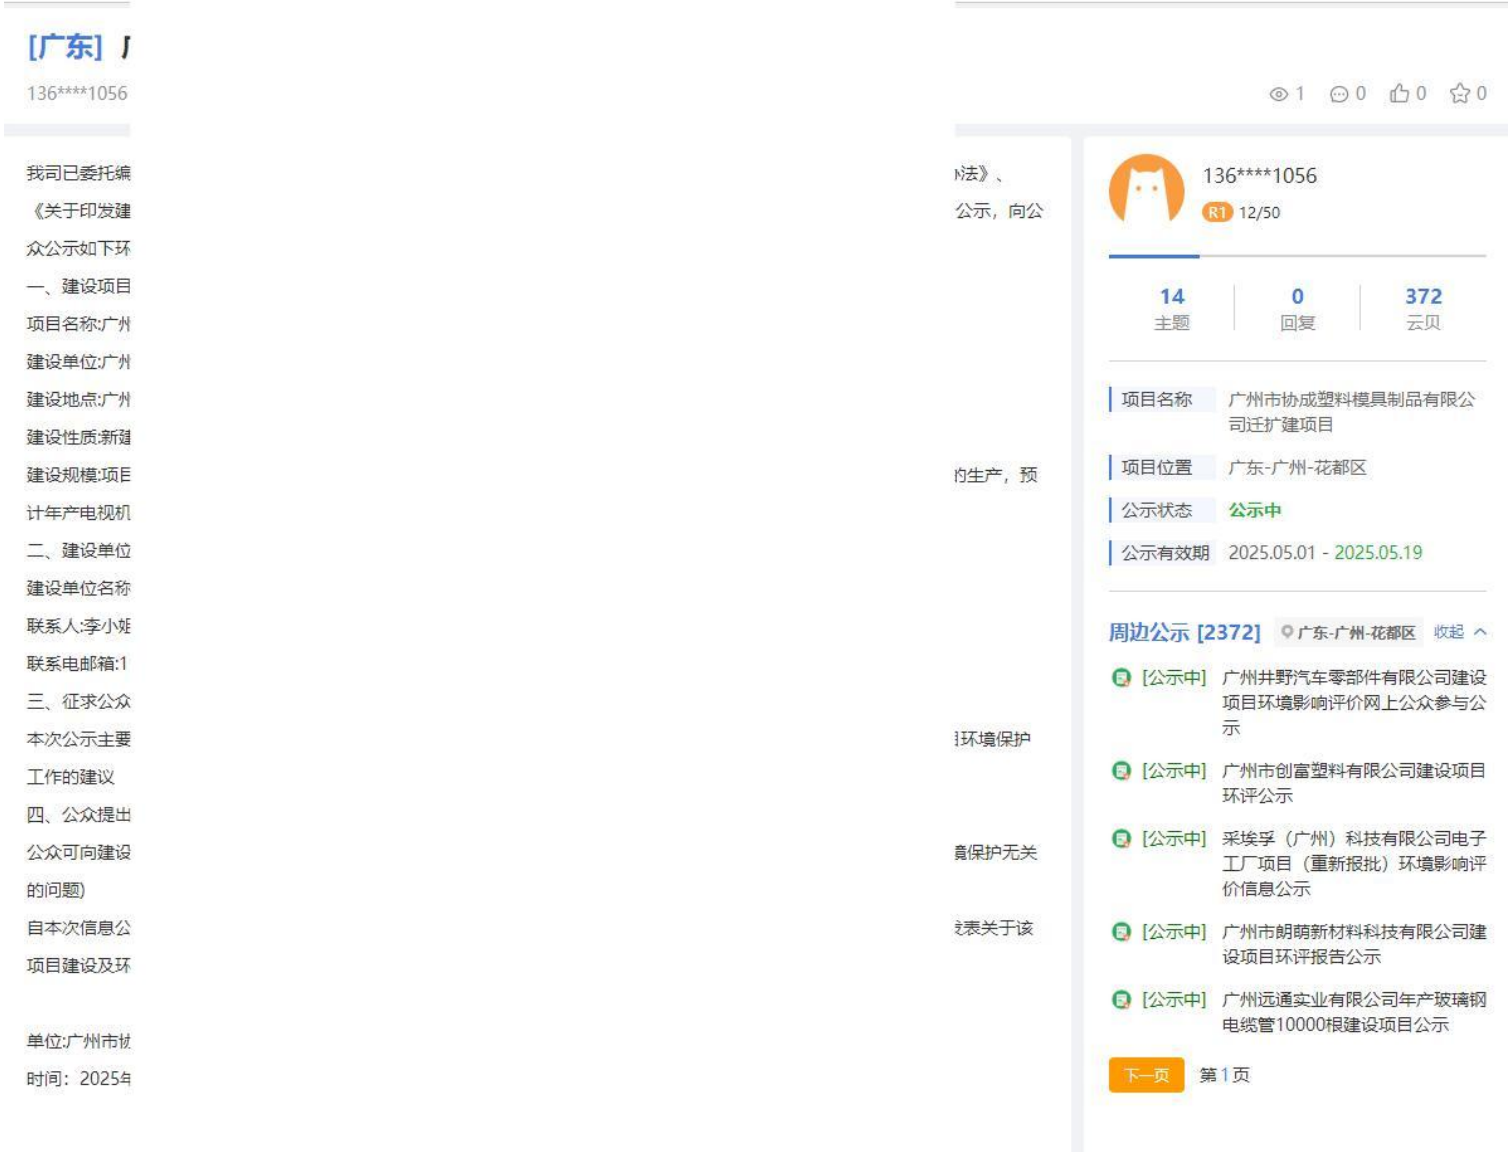 [广东]
136****1056
1 0 0 0
我司已委托编
办法》、
《关于印发建
公示，向公
众公示如下环
一、建设项目
项目名称:广州
建设单位:广州
建设地点:广州
建设性质:新建
建设规模:项目
的生产，预
计年产电视机
二、建设单位
建设单位名称
联系人:李小姐
联系电邮箱:1
三、征求公众
本次公示主要
目环境保护
工作的建议
四、公众提出
公众可向建设
境保护无关
的问题)
自本次信息公
发表关于该
项目建设及环
单位:广州市协
时间：2025年
136****1056
R1 12/50
14 0 372
主题 回复 云贝
项目名称 广州市协成塑料模具制品有限公
司迁扩建项目
项目位置 广东-广州-花都区
公示状态 公示中
公示有效期 2025.05.01 - 2025.05.19
周边公示 [2372] 广东-广州-花都区 收起
[公示中] 广州井野汽车零部件有限公司建设
项目环境影响评价网上公众参与公
示
[公示中] 广州市创富塑料有限公司建设项目
环评公示
[公示中] 采埃孚（广州）科技有限公司电子
工厂项目（重新报批）环境影响评
价信息公示
[公示中] 广州市朗萌新材料科技有限公司建
设项目环评报告公示
[公示中] 广州远通实业有限公司年产玻璃钢
电缆管10000根建设项目公示
下一页 第1页